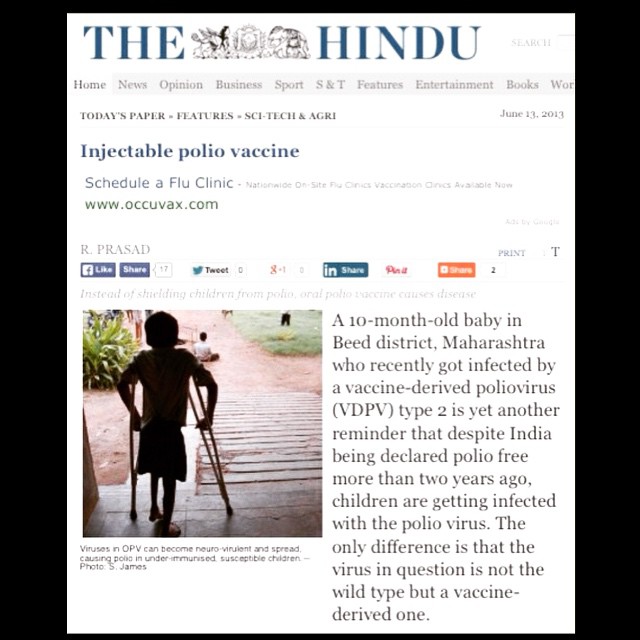 THE HINDU
SEARCH
Home News Opinion Business Sport S & T Features Entertainment Books Wor
TODAY'S PAPER » FEATURES » SCI-TECH & AGRI
June 13, 2013
Injectable polio vaccine
Schedule a Flu Clinic - Nationwide On-Site Flu Clinics Vaccination Clinics Available Now
www.occuvax.com
Ads by Google
R. PRASAD
PRINT T
Like Share 17 Tweet 0 +1 0 Share Pin it Share 2
Instead of shielding children from polio, oral polio vaccine causes disease
A 10-month-old baby in
Beed district, Maharashtra
who recently got infected by
a vaccine-derived poliovirus
(VDPV) type 2 is yet another
reminder that despite India
being declared polio free
more than two years ago,
children are getting infected
with the polio virus. The
only difference is that the
virus in question is not the
wild type but a vaccine-
derived one.
Viruses in OPV can become neuro-virulent and spread,
causing polio in under-immunised, susceptible children. —
Photo: S. James